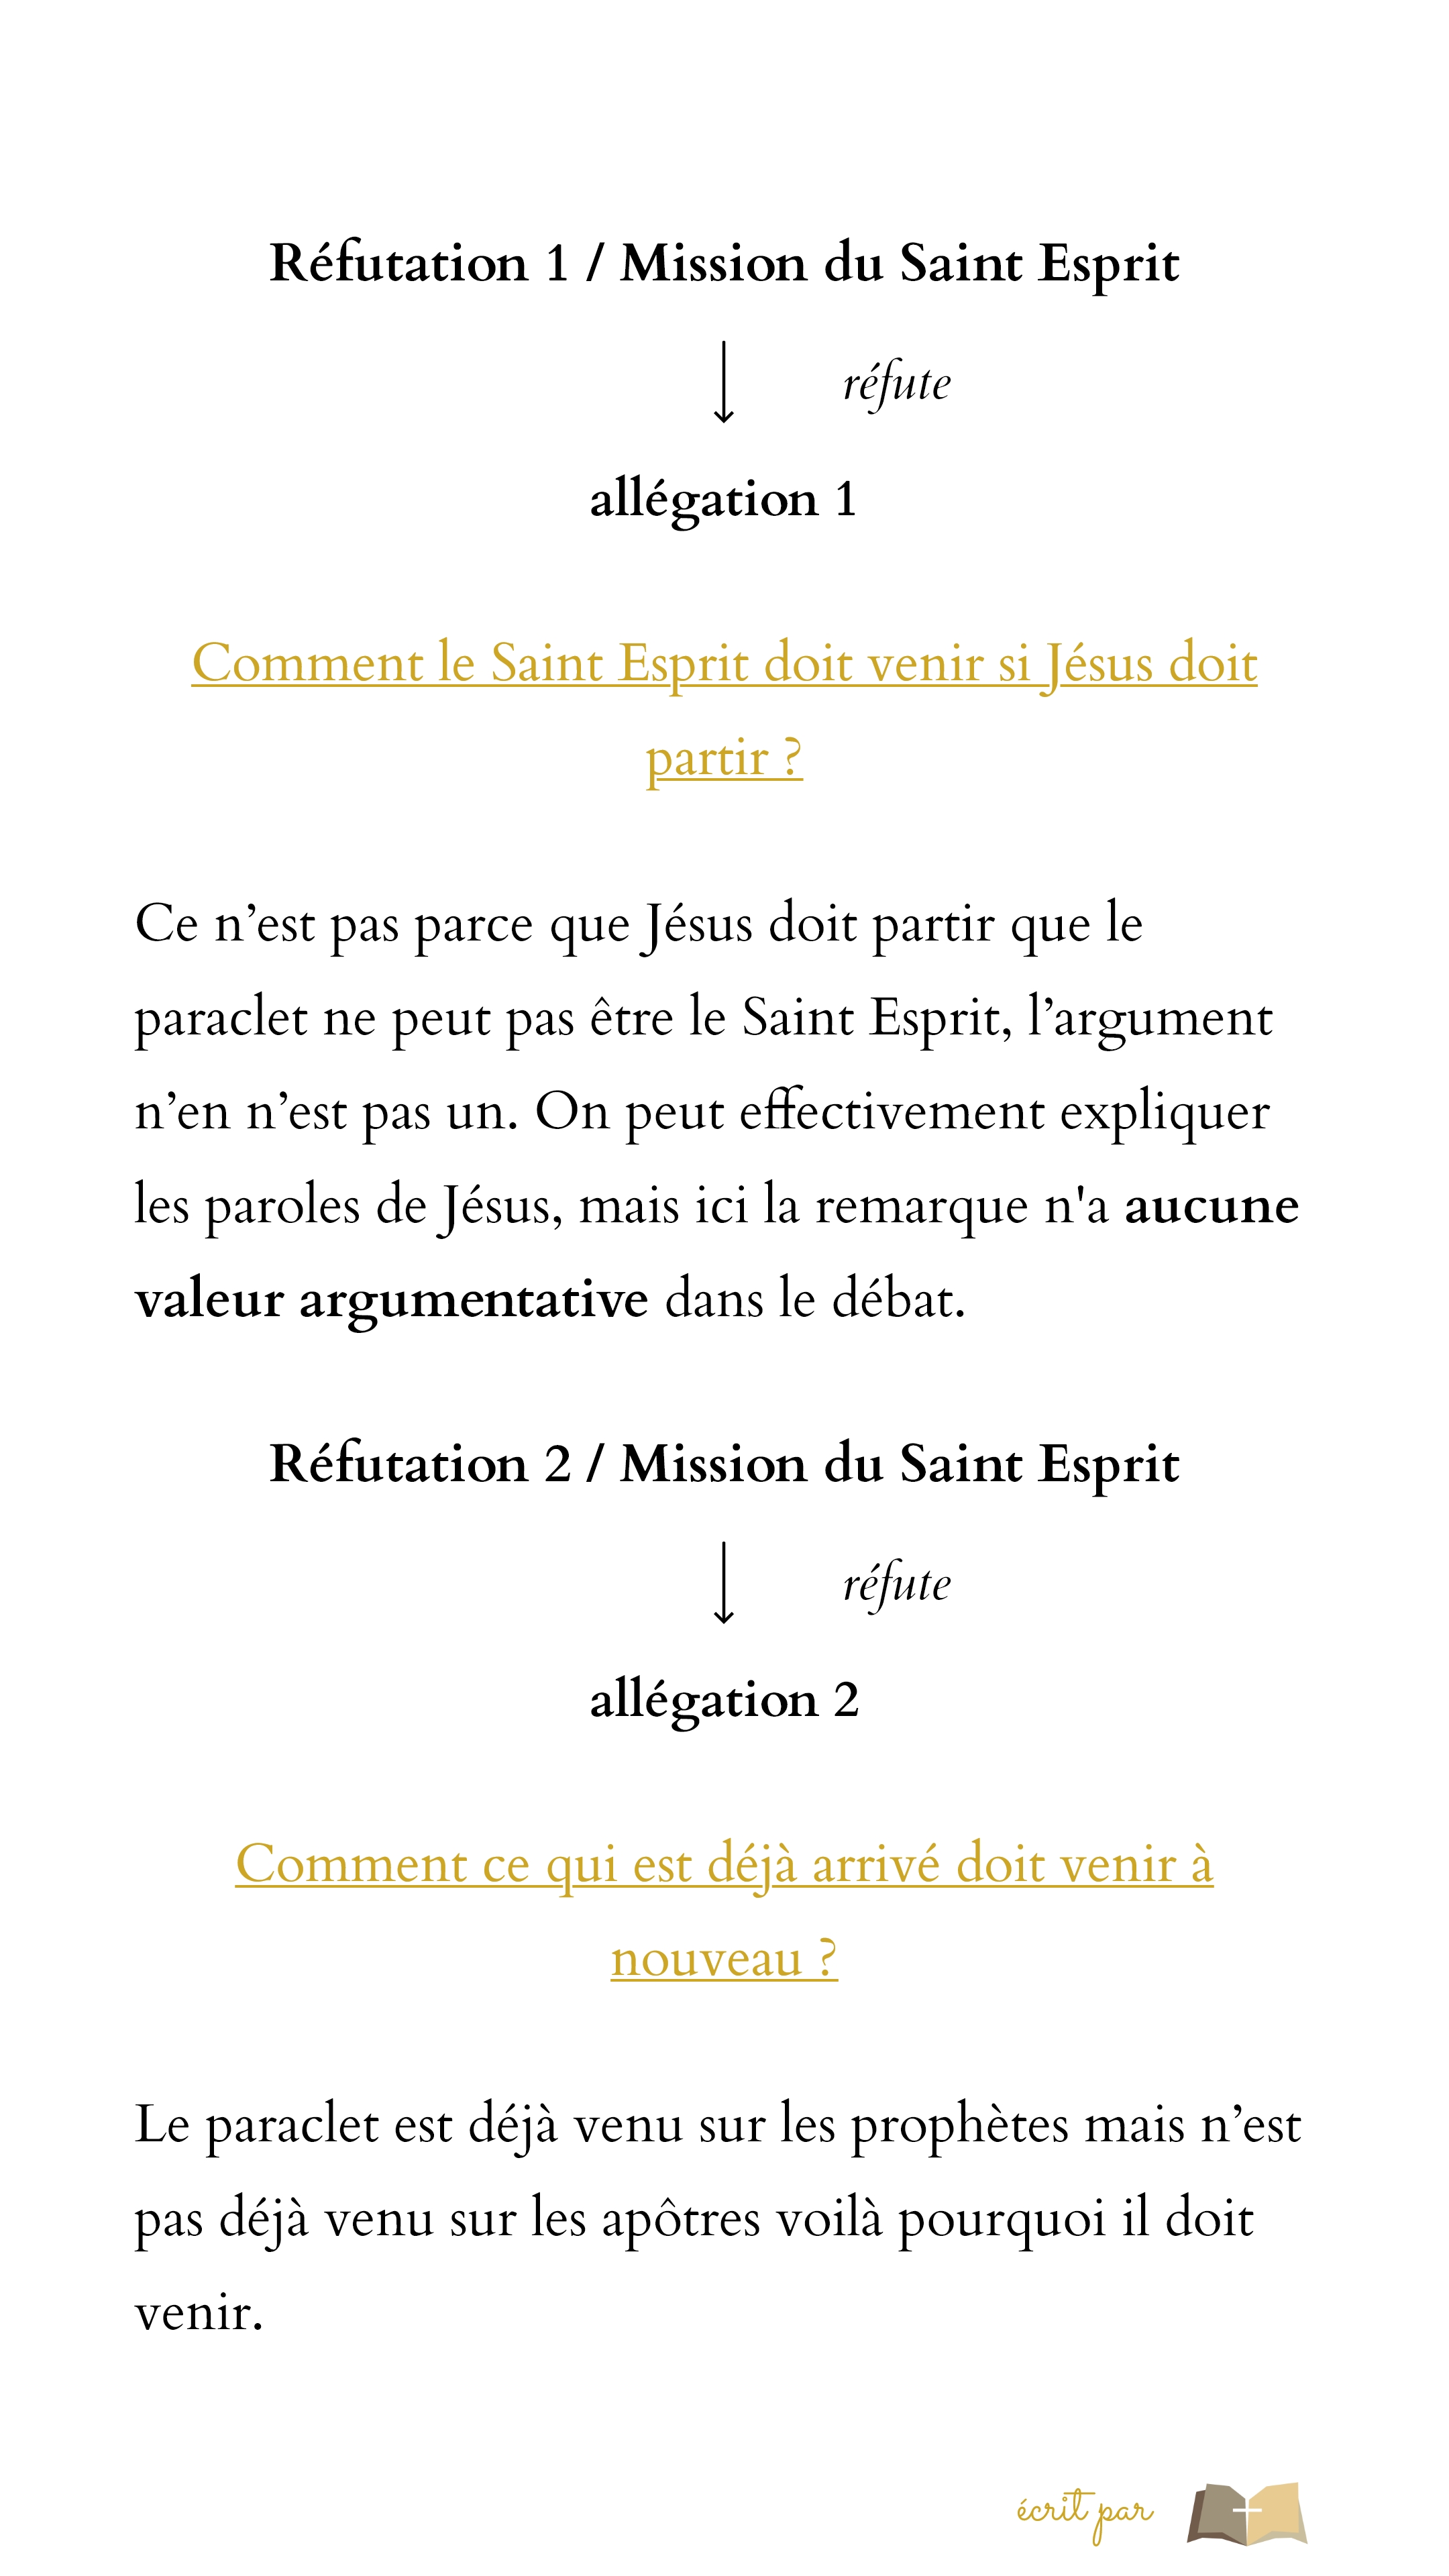 Réfutation 1 / Mission du Saint Esprit
réfute
allégation 1
Comment le Saint Esprit doit venir si Jésus doit
partir ?
Ce n’est pas parce que Jésus doit partir que le
paraclet ne peut pas être le Saint Esprit, l’argument
n’en n’est pas un. On peut effectivement expliquer
les paroles de Jésus, mais ici la remarque n'a aucune
valeur argumentative dans le débat.
Réfutation 2 / Mission du Saint Esprit
réfute
allégation 2
Comment ce qui est déjà arrivé doit venir à
nouveau ?
Le paraclet est déjà venu sur les prophètes mais n’est
pas déjà venu sur les apôtres voilà pourquoi il doit
venir.
écrit par